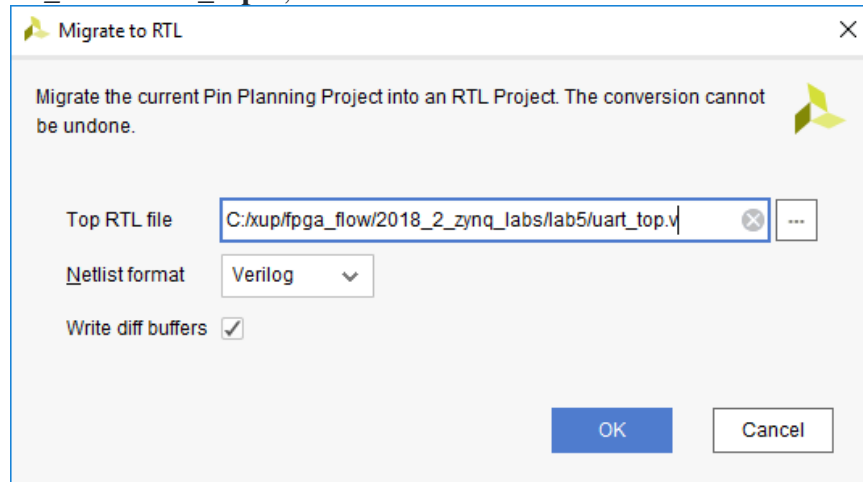 Migrate to RTL
Migrate the current Pin Planning Project into an RTL Project. The conversion cannot
be undone.
Top RTL file C:/xup/fpga_flow/2018_2_zynq_labs/lab5/uart_top.v ...
Netlist format Verilog
Write diff buffers
OK Cancel